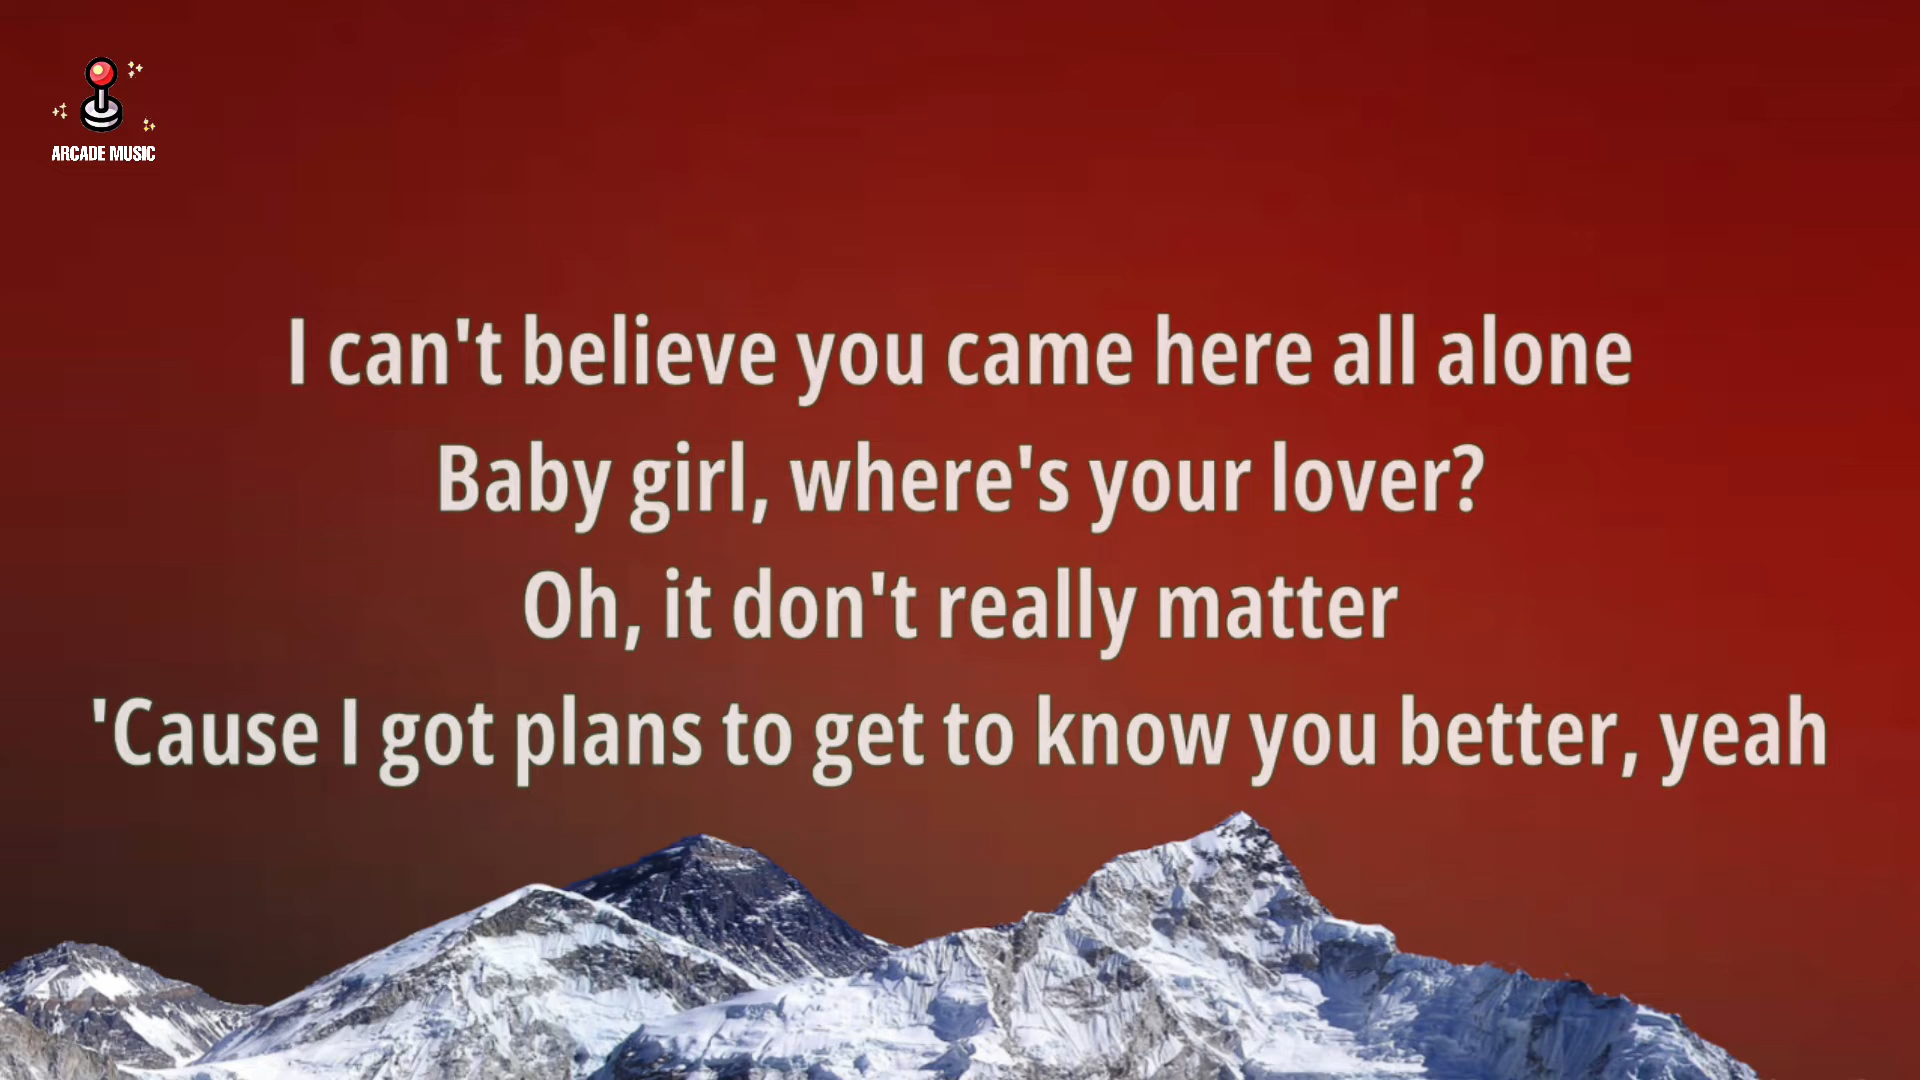 ARCADE MUSIC
I can't believe you came here all alone
Baby girl, where's your lover?
Oh, it don't really matter
'Cause I got plans to get to know you better, yeah